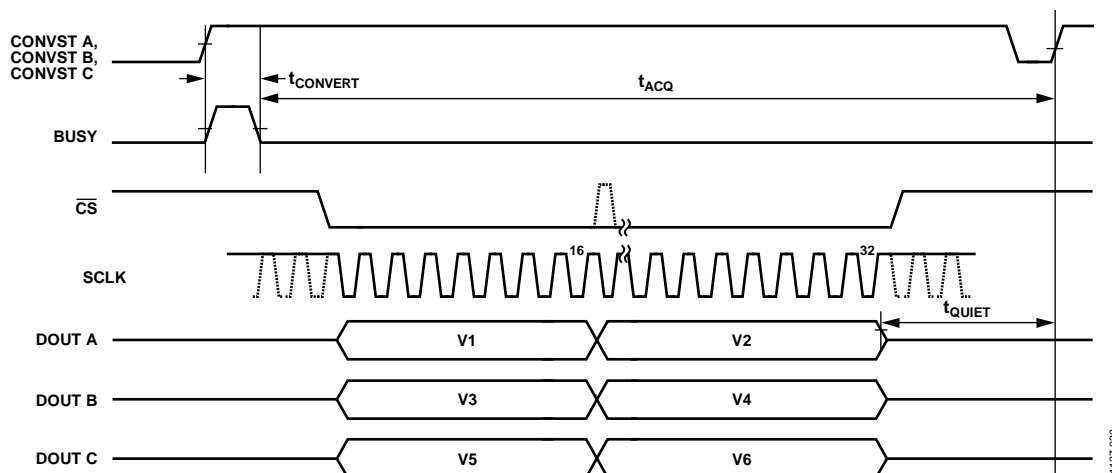 CONVST A,
CONVST B,
CONVST C
tCONVERT
tACQ
BUSY
CS
16
32
SCLK
tQUIET
DOUT A
V1
V2
DOUT B
V3
V4
DOUT C
V5
V6